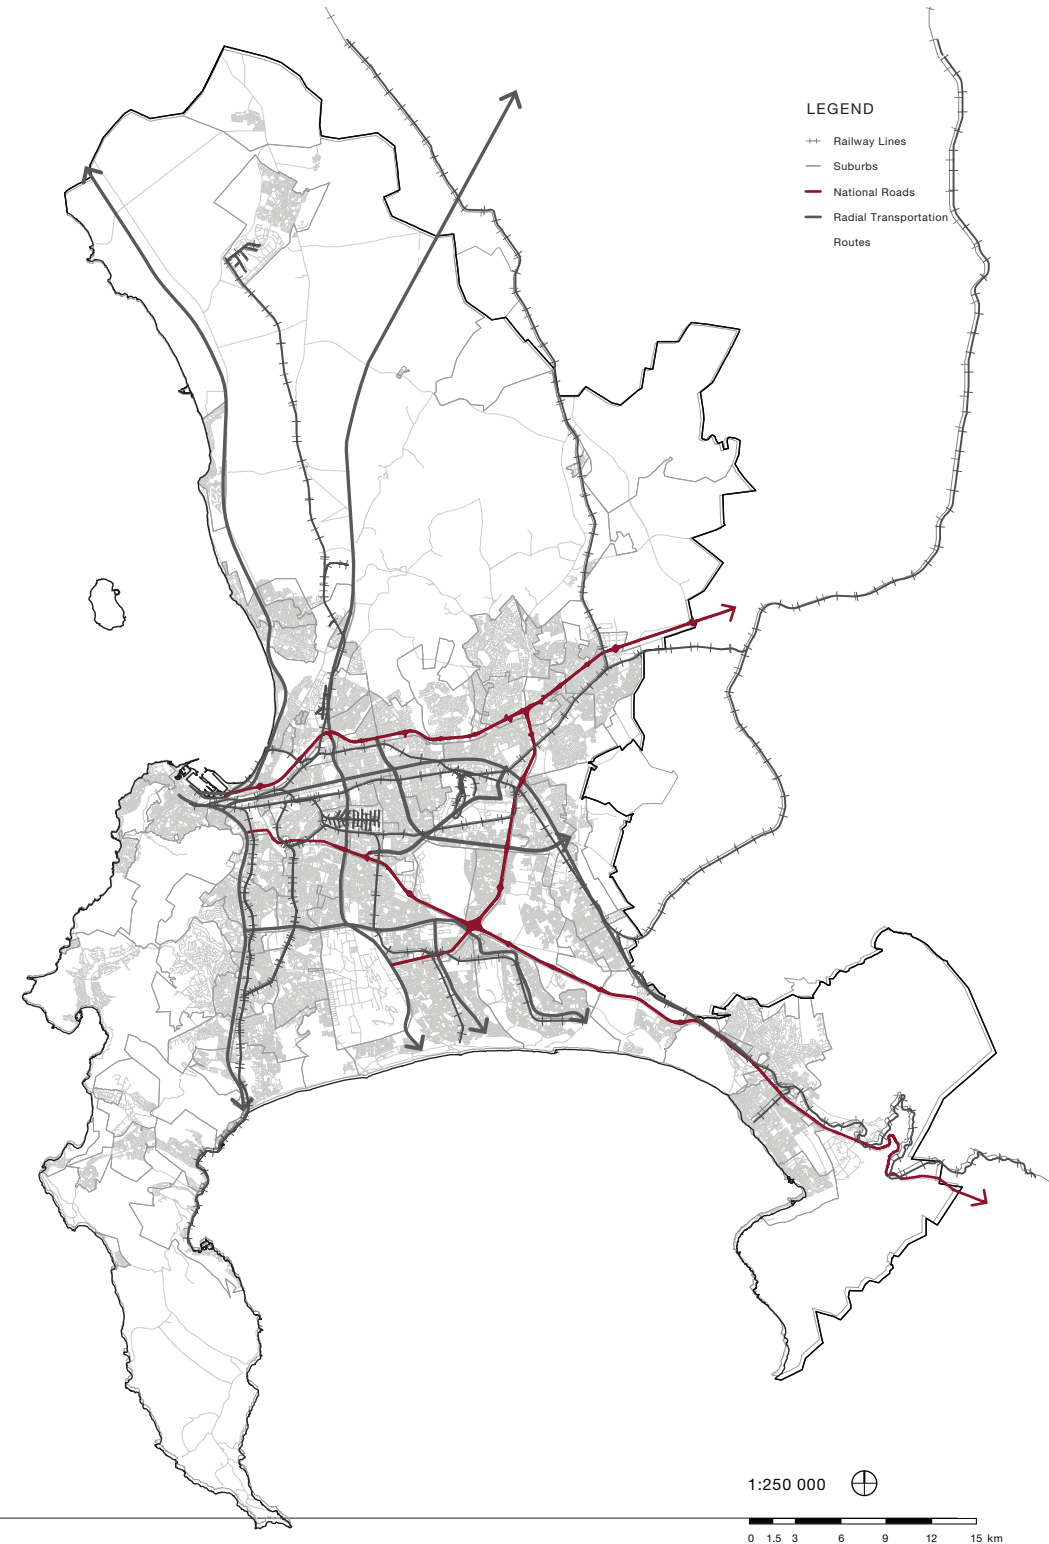 LEGEND
Railway Lines
Suburbs
National Roads
Radial Transportation
Routes
1:250 000
0 1.5 3 6 9 12 15 km